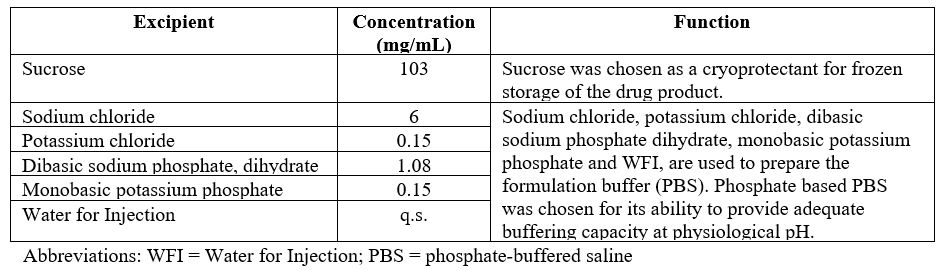 Excipient Concentration Function
(mg/mL)
Sucrose 103 Sucrose was chosen as a cryoprotectant for frozen
storage of the drug product.
Sodium chloride 6 Sodium chloride, potassium chloride, dibasic
Potassium chloride 0.15 sodium phosphate dihydrate, monobasic potassium
Dibasic sodium phosphate, dihydrate 1.08 phosphate and WFI, are used to prepare the
Monobasic potassium phosphate 0.15 formulation buffer (PBS). Phosphate based PBS
Water for Injection q.s. was chosen for its ability to provide adequate
buffering capacity at physiological pH.
Abbreviations: WFI = Water for Injection; PBS = phosphate-buffered saline